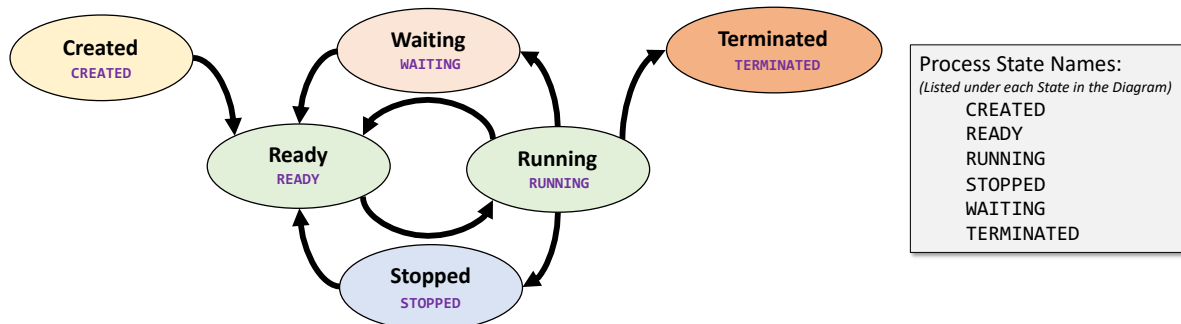 Created
CREATED
Waiting
WAITING
Terminated
TERMINATED
Ready
READY
Running
RUNNING
Stopped
STOPPED
Process State Names:
(Listed under each State in the Diagram)
CREATED
READY
RUNNING
STOPPED
WAITING
TERMINATED